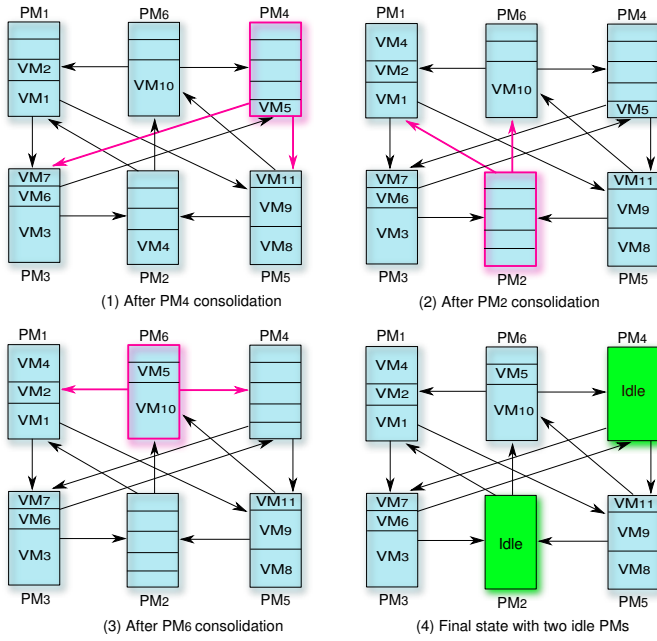 PM1 PM6 PM4
VM2
VM1
VM10
VM5
VM7
VM6
VM3
VM4
VM11
VM9
VM8
PM3 PM2 PM5
(1) After PM4 consolidation
PM1 PM6 PM4
VM4
VM2
VM1
VM10
VM5
VM7
VM6
VM3
VM11
VM9
VM8
PM3 PM2 PM5
(2) After PM2 consolidation
PM1 PM6 PM4
VM4
VM2
VM1
VM5
VM10
VM7
VM6
VM3
VM11
VM9
VM8
PM3 PM2 PM5
(3) After PM6 consolidation
PM1 PM6 PM4
VM4
VM2
VM1
VM5
VM10
Idle
VM7
VM6
VM3
Idle
VM11
VM9
VM8
PM3 PM2 PM5
(4) Final state with two idle PMs